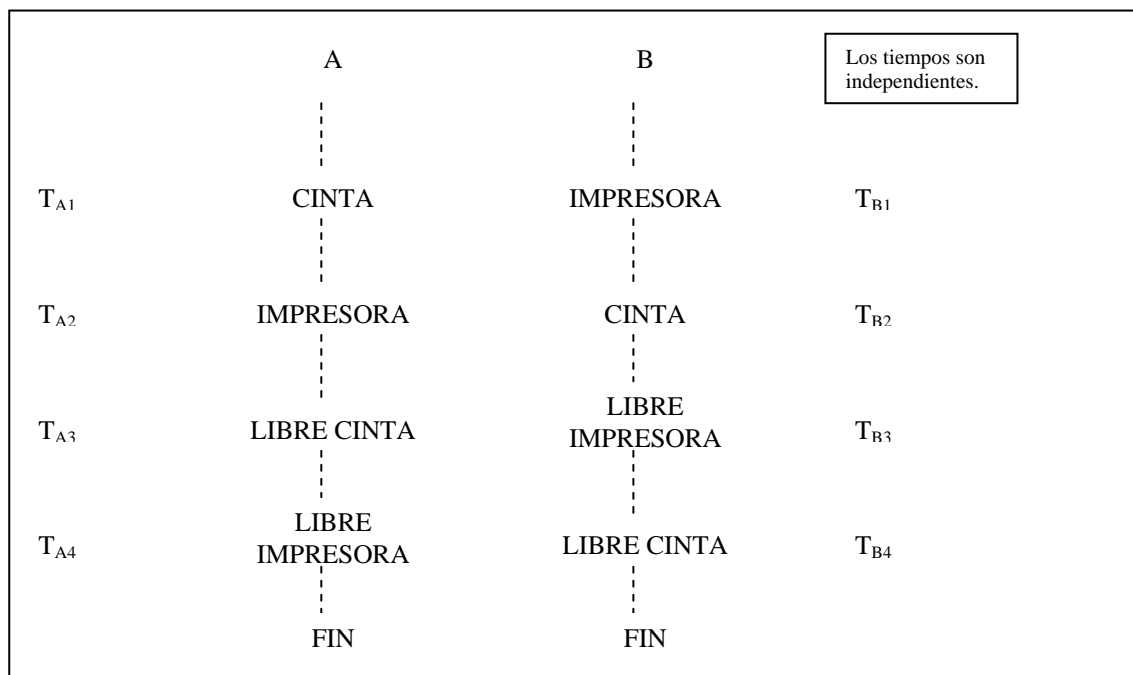 A B
Los tiempos son
independientes.
TA1 CINTA IMPRESORA TB1
TA2 IMPRESORA CINTA TB2
LIBRE
TA3 LIBRE CINTA IMPRESORA TB3
LIBRE
TA4 IMPRESORA LIBRE CINTA TB4
FIN FIN